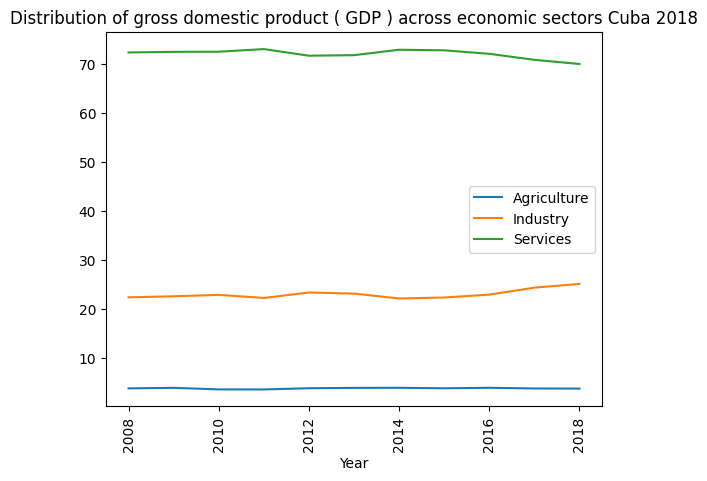 Distribution of gross domestic product ( GDP ) across economic sectors Cuba 2018
70
60
50
40
30
20
10
Agriculture
Industry
Services
2008
2010
2012
2014
2016
2018
Year